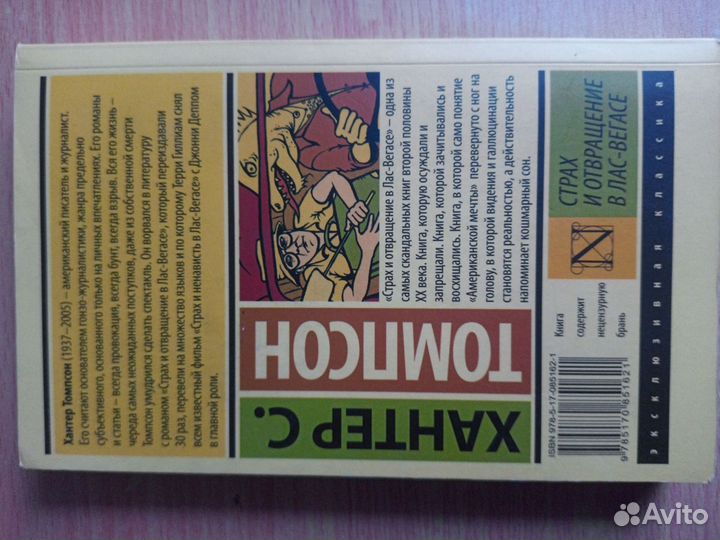 Хантер Томпсон (1937–2005) – американский писатель и журналист.
Его считают основателем гонзо-журналистики, жанра предельно
субъективного, основанного только на личных впечатлениях. Его романы
и статьи – всегда провокация, всегда бунт, всегда взрыв. Вся его жизнь –
череда самых неожиданных поступков, даже из собственной смерти
Томпсон умудрился сделать спектакль. Он ворвался в литературу
с романом «Страх и отвращение в Лас-Вегасе», который переиздавали
30 раз, перевели на множество языков и по которому Терри Гиллиам снял
всем известный фильм «Страх и ненависть в Лас-Вегасе» с Джонни Деппом
в главной роли.
ХАНТЕР С.
ТОМПСОН
«Страх и отвращение в Лас-Вегасе» – одна из
самых скандальных книг второй половины
XX века. Книга, которую осуждали и
запрещали. Книга, которой зачитывались и
восхищались. Книга, в которой само понятие
«Американской мечты» перевернуто с ног на
голову, в которой видения и галлюцинации
становятся реальностью, а действительность
напоминает кошмарный сон.
СТРАХ
И ОТВРАЩЕНИЕ
В ЛАС-ВЕГАСЕ
N
Книга
содержит
нецензурную
брань
ISBN 978-5-17-085162-1
9 785170 851621
эксклюзивная классика
Avito